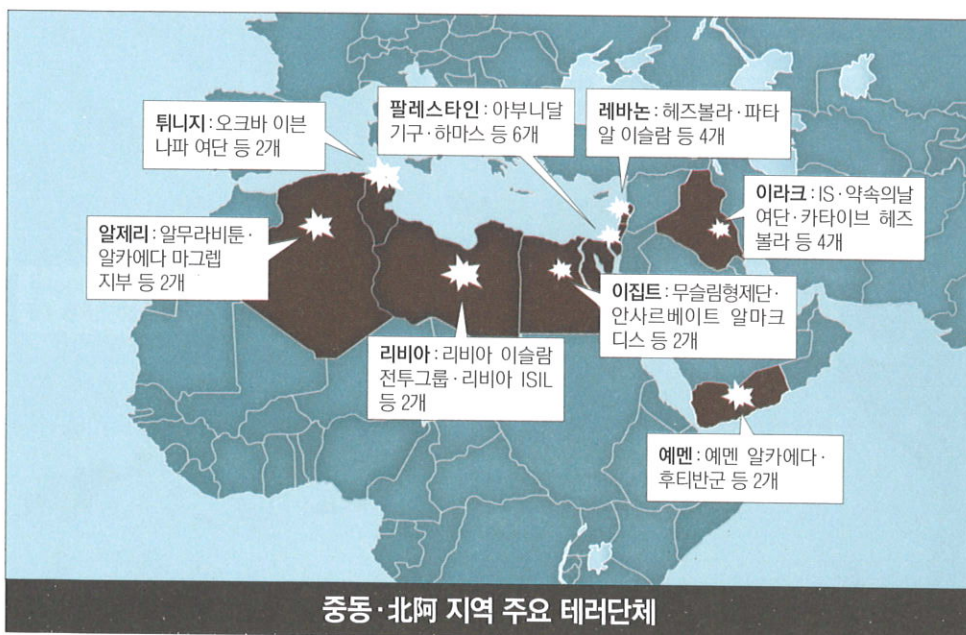 튀니지 : 오크바 이븐
나파 여단 등 2개
팔레스타인 : 아부니달
기구·하마스 등 6개
레바논 : 헤즈볼라·파타
알 이슬람 등 4개
이라크 : IS·약속의날
여단·카타이브 헤즈
볼라 등 4개
알제리 : 알무라비툰·
알카에다 마그렙
지부 등 2개
이집트 : 무슬림형제단·
안사르베이트 알마크
디스 등 2개
리비아 : 리비아 이슬람
전투그룹·리비아 ISIL
등 2개
예멘 : 예멘 알카에다·
후티반군 등 2개
중동·北阿 지역 주요 테러단체